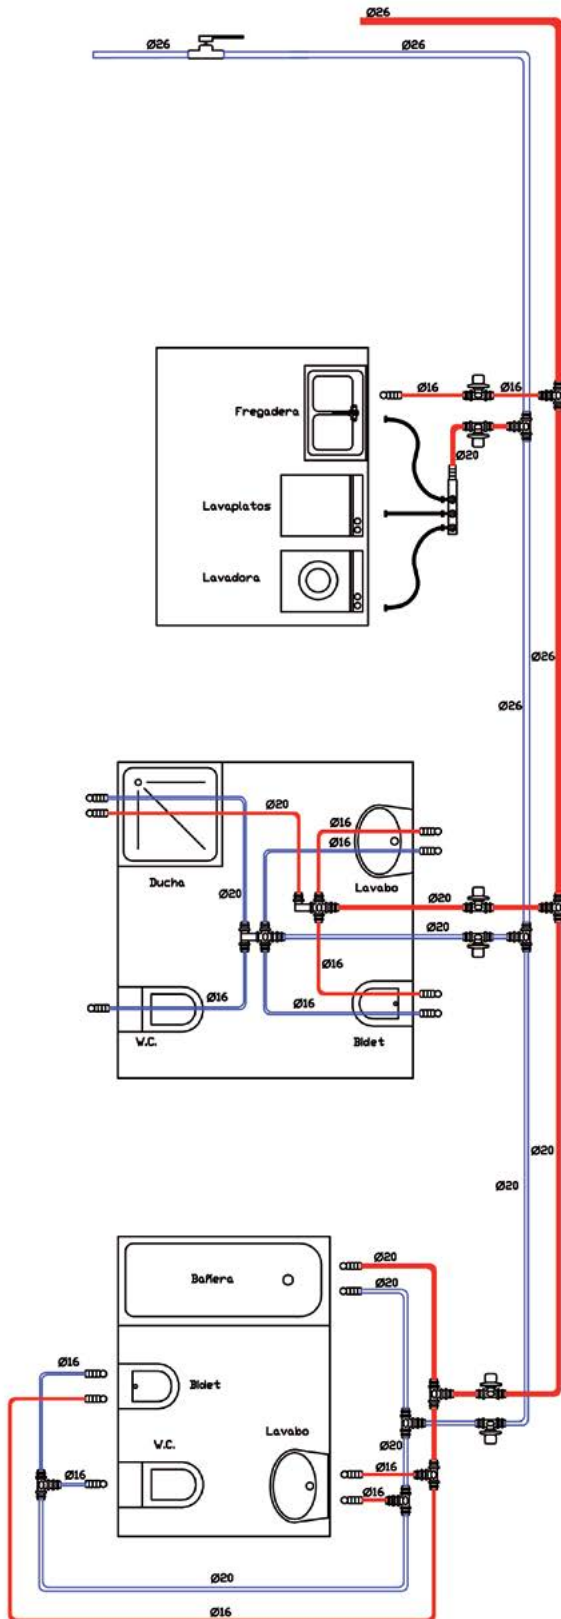 Ø26
Ø26 Ø26
Ø16 Ø16
Fregadera
Ø20
Lavaplatos
Lavadora
Ø26
Ø26
Ø20
Ø16
Ø16
Ducha
Lavabo
Ø20
Ø20
Ø20
Ø16
Ø16
Ø16
W.C.
Bidet
Ø20
Ø20
Ø20
Bañera
Ø20
Ø16
Bidet
Lavabo
W.C.
Ø20
Ø16
Ø16
Ø16
Ø20
Ø16